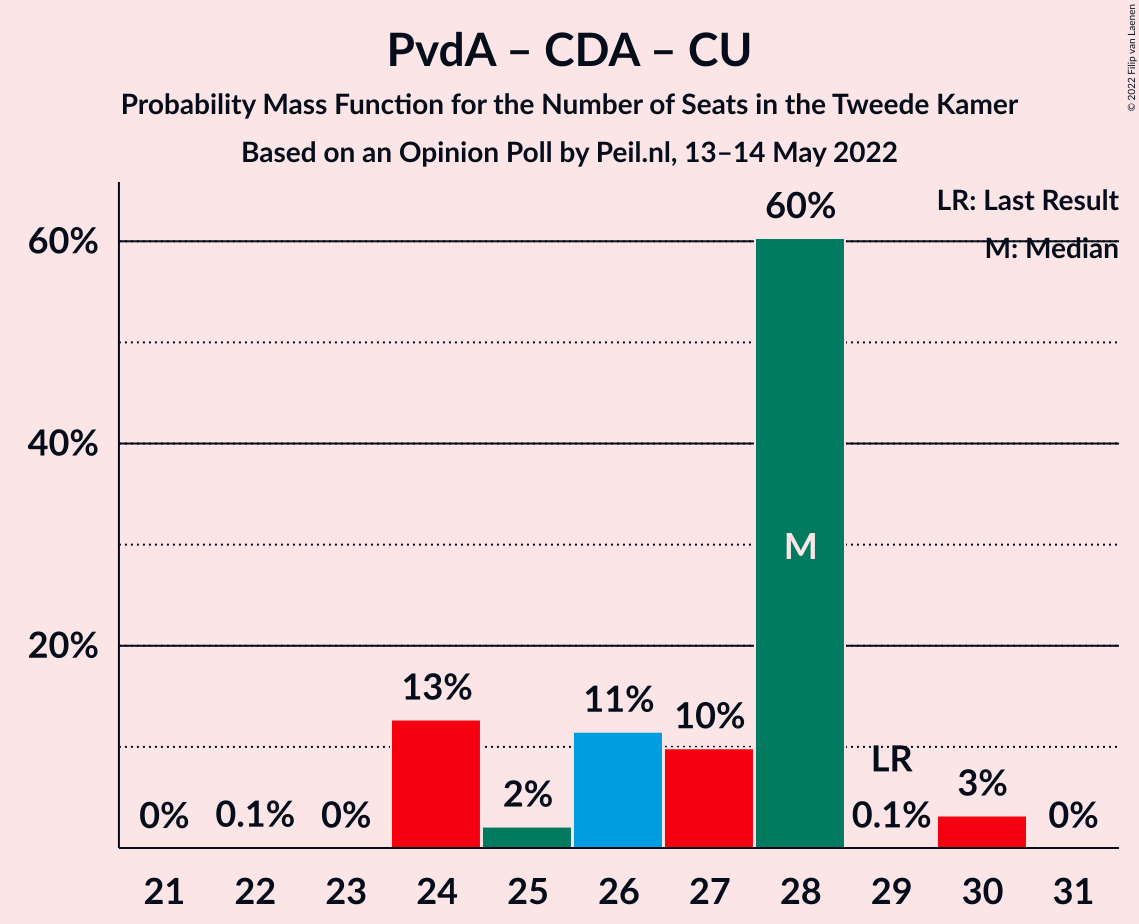 PvdA – CDA – CU
Probability Mass Function for the Number of Seats in the Tweede Kamer
Based on an Opinion Poll by Peil.nl, 13–14 May 2022
© 2022 Filip van Laenen
LR: Last Result
M: Median
60%
40%
20%
0%
0.1%
0%
13%
2%
11%
10%
60%
M
LR
0.1%
3%
0%
21 22 23 24 25 26 27 28 29 30 31